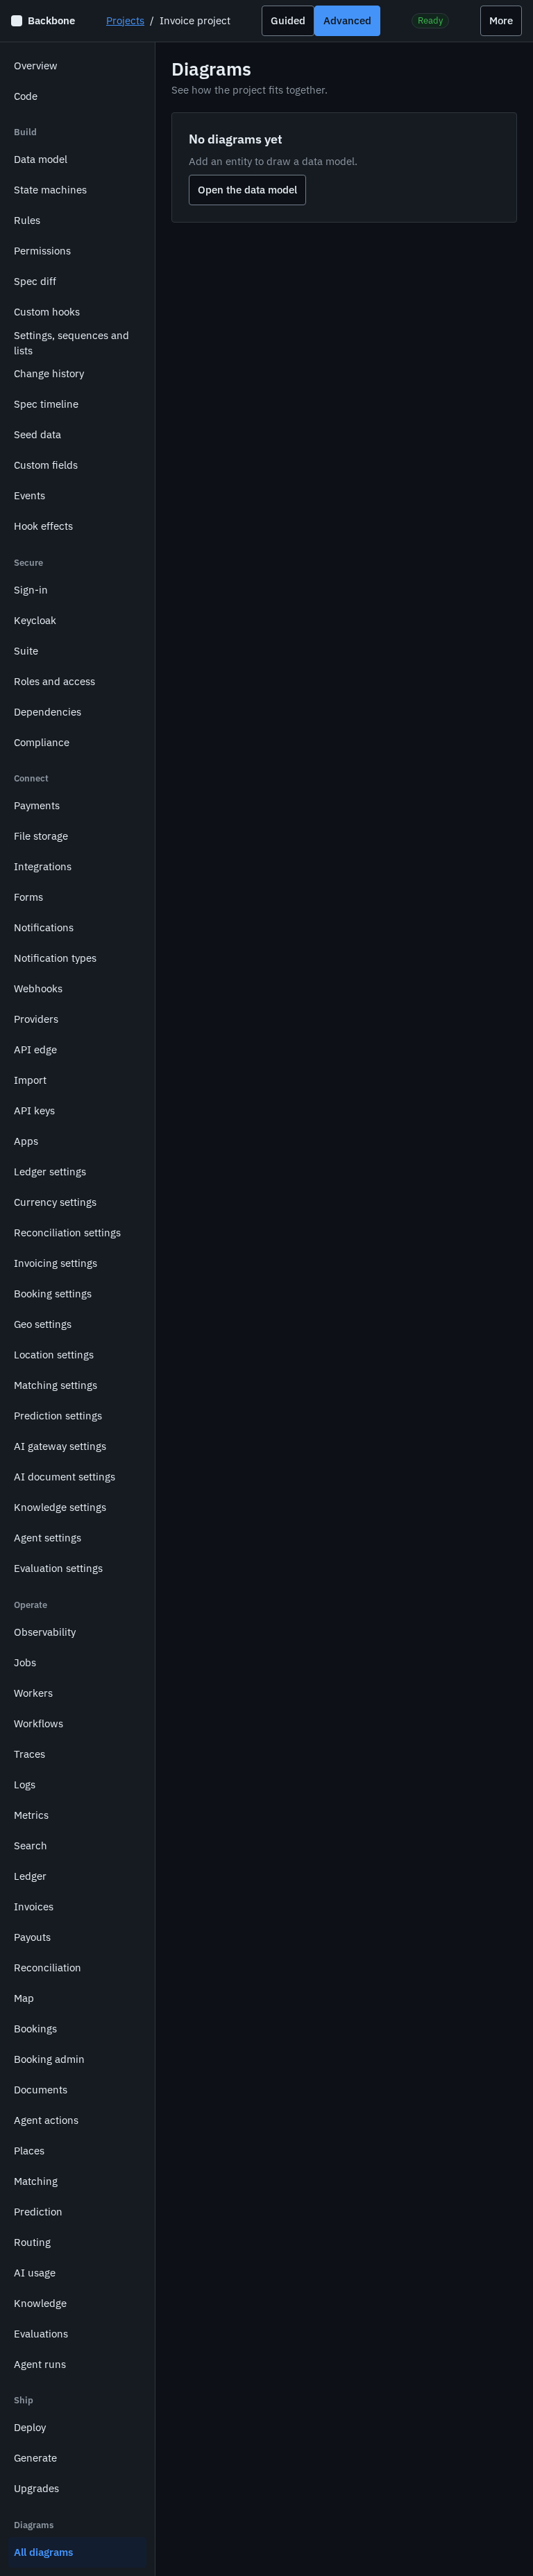 Backbone
Projects / Invoice project
Guided
Advanced
Ready
More
Overview
Code
Build
Data model
State machines
Rules
Permissions
Spec diff
Custom hooks
Settings, sequences and
lists
Change history
Spec timeline
Seed data
Custom fields
Events
Hook effects
Secure
Sign-in
Keycloak
Suite
Roles and access
Dependencies
Compliance
Connect
Payments
File storage
Integrations
Forms
Notifications
Notification types
Webhooks
Providers
API edge
Import
API keys
Apps
Ledger settings
Currency settings
Reconciliation settings
Invoicing settings
Booking settings
Geo settings
Location settings
Matching settings
Prediction settings
AI gateway settings
AI document settings
Knowledge settings
Agent settings
Evaluation settings
Operate
Observability
Jobs
Workers
Workflows
Traces
Logs
Metrics
Search
Ledger
Invoices
Payouts
Reconciliation
Map
Bookings
Booking admin
Documents
Agent actions
Places
Matching
Prediction
Routing
AI usage
Knowledge
Evaluations
Agent runs
Ship
Deploy
Generate
Upgrades
Diagrams
All diagrams
Diagrams
See how the project fits together.
No diagrams yet
Add an entity to draw a data model.
Open the data model